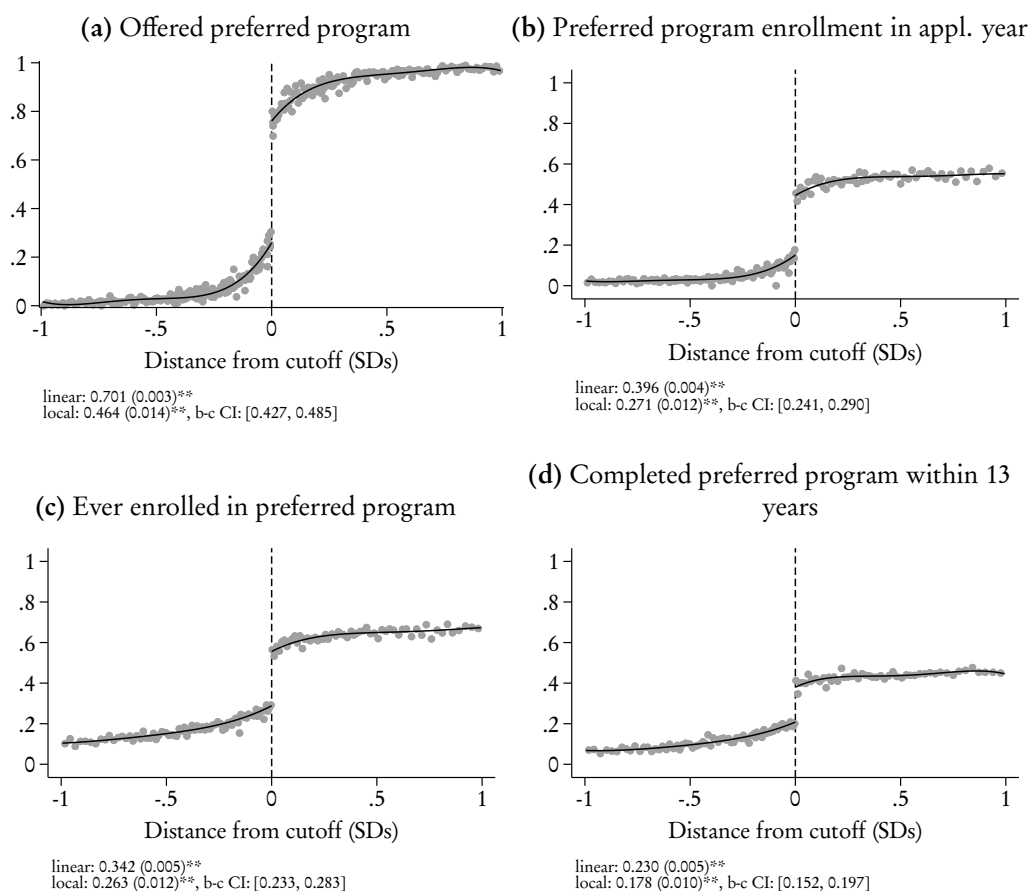 (a) Offered preferred program
1
.8
.6
.4
.2
0
-1
-.5
0
.5
1
Distance from cutoff (SDs)
linear: 0.701 (0.003)**
local: 0.464 (0.014)**, b-c CI: [0.427, 0.485]
(b) Preferred program enrollment in appl. year
1
.8
.6
.4
.2
0
-1
-.5
0
.5
1
Distance from cutoff (SDs)
linear: 0.396 (0.004)**
local: 0.271 (0.012)**, b-c CI: [0.241, 0.290]
(c) Ever enrolled in preferred program
1
.8
.6
.4
.2
0
-1
-.5
0
.5
1
Distance from cutoff (SDs)
linear: 0.342 (0.005)**
local: 0.263 (0.012)**, b-c CI: [0.233, 0.283]
(d) Completed preferred program within 13
years
1
.8
.6
.4
.2
0
-1
-.5
0
.5
1
Distance from cutoff (SDs)
linear: 0.230 (0.005)**
local: 0.178 (0.010)**, b-c CI: [0.152, 0.197]